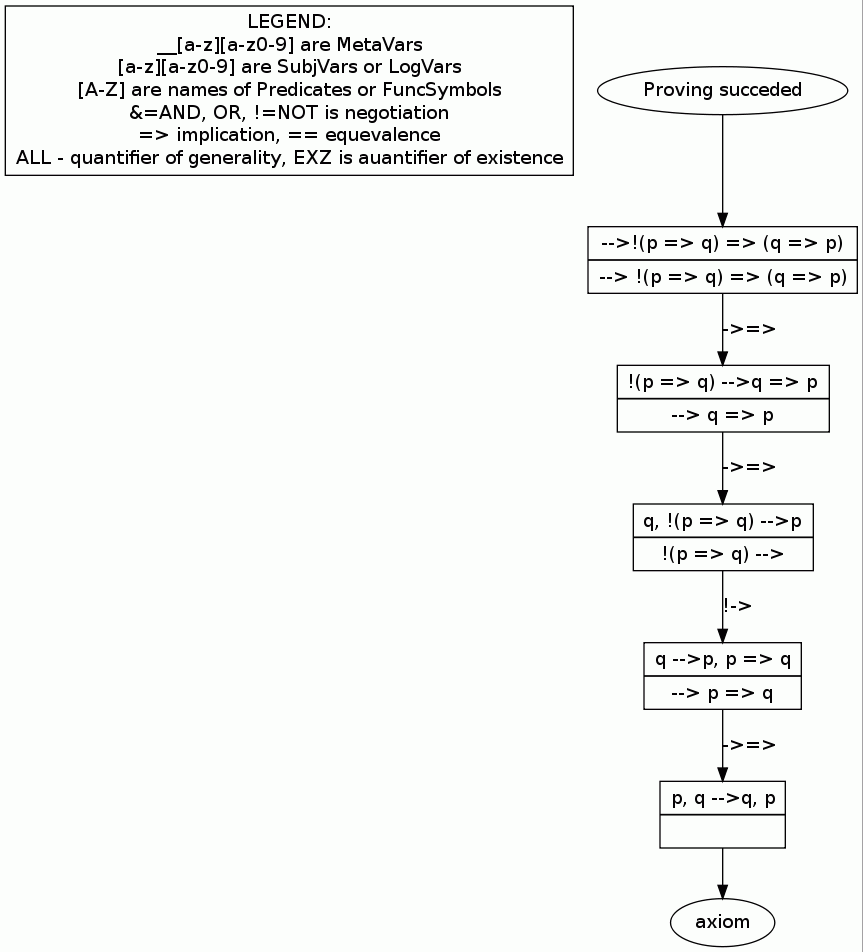 LEGEND:
__[a-z][a-z0-9] are MetaVars
[a-z][a-z0-9] are SubjVars or LogVars
[A-Z] are names of Predicates or FuncSymbols
&=AND, OR, !=NOT is negotiation
=> implication, == equevalence
ALL - quantifier of generality, EXZ is auantifier of existence
Proving succeded
-->!(p => q) => (q => p)
--> !(p => q) => (q => p)
->=>
!(p => q) -->q => p
--> q => p
->=>
q, !(p => q) -->p
!(p => q) -->
!->
q -->p, p => q
--> p => q
->=>
p, q -->q, p
axiom